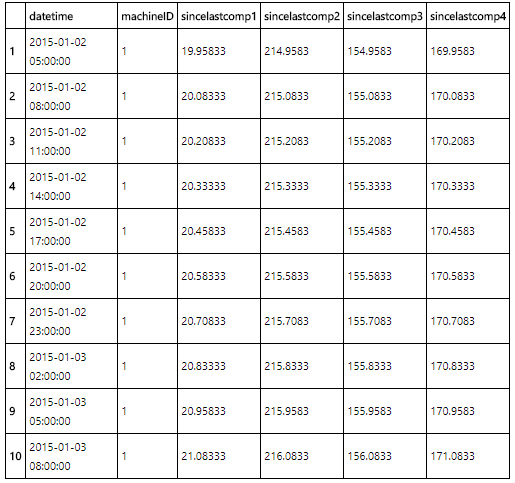 datetime machineID sincelastcomp1 sincelastcomp2 sincelastcomp3 sincelastcomp4
1 2015-01-02 05:00:00 1 19.95833 214.9583 154.9583 169.9583
2 2015-01-02 08:00:00 1 20.08333 215.0833 155.0833 170.0833
3 2015-01-02 11:00:00 1 20.20833 215.2083 155.2083 170.2083
4 2015-01-02 14:00:00 1 20.33333 215.3333 155.3333 170.3333
5 2015-01-02 17:00:00 1 20.45833 215.4583 155.4583 170.4583
6 2015-01-02 20:00:00 1 20.58333 215.5833 155.5833 170.5833
7 2015-01-02 23:00:00 1 20.70833 215.7083 155.7083 170.7083
8 2015-01-03 02:00:00 1 20.83333 215.8333 155.8333 170.8333
9 2015-01-03 05:00:00 1 20.95833 215.9583 155.9583 170.9583
10 2015-01-03 08:00:00 1 21.08333 216.0833 156.0833 171.0833